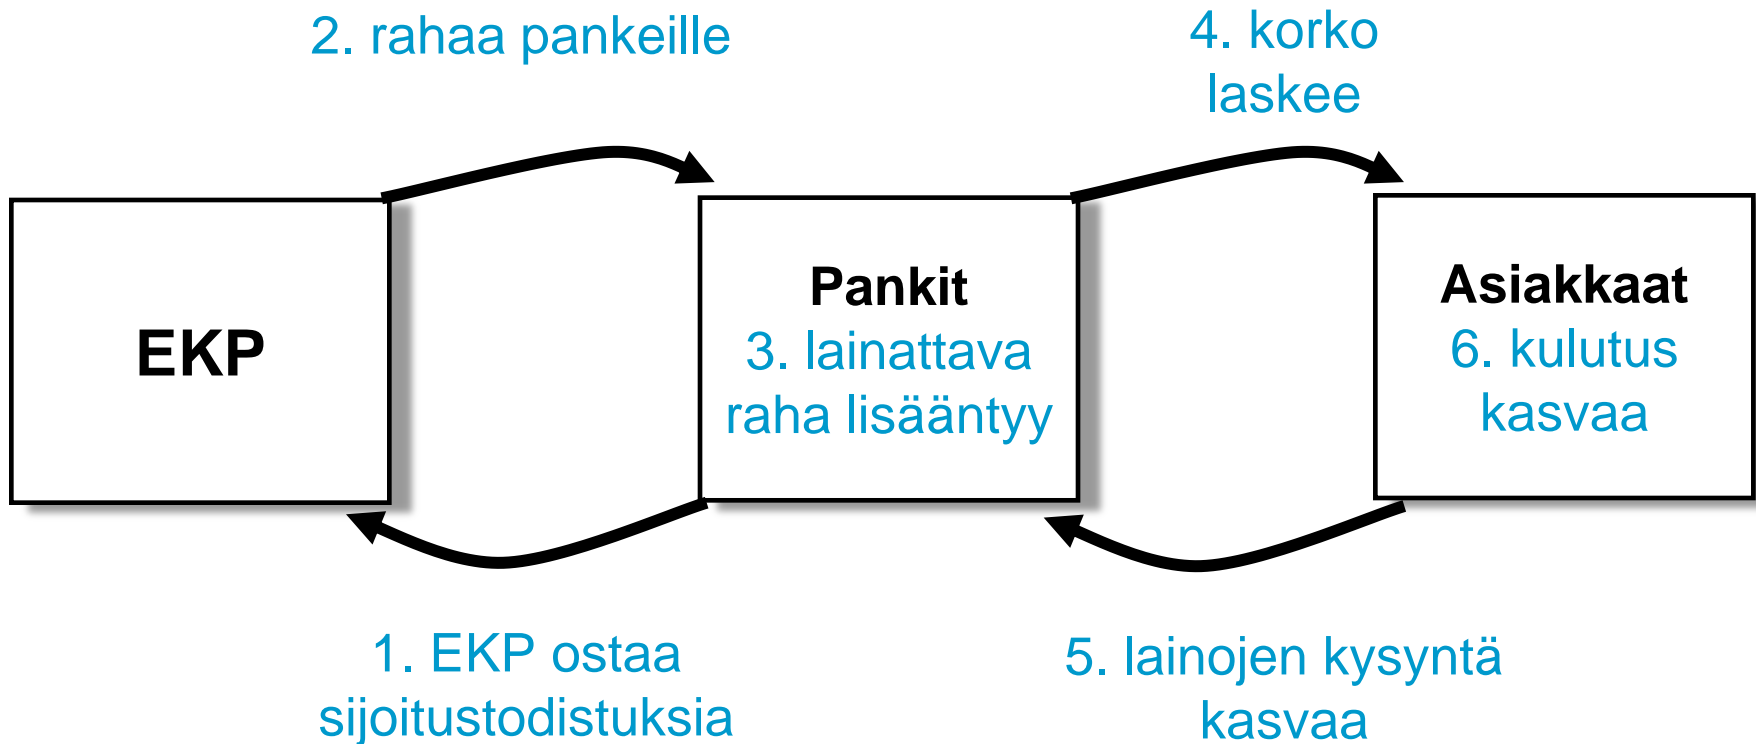 2. rahaa pankeille
4. korko
laskee
EKP
Pankit
3. lainattava
raha lisääntyy
Asiakkaat
6. kulutus
kasvaa
1. EKP ostaa
sijoitustodistuksia
5. lainojen kysyntä
kasvaa